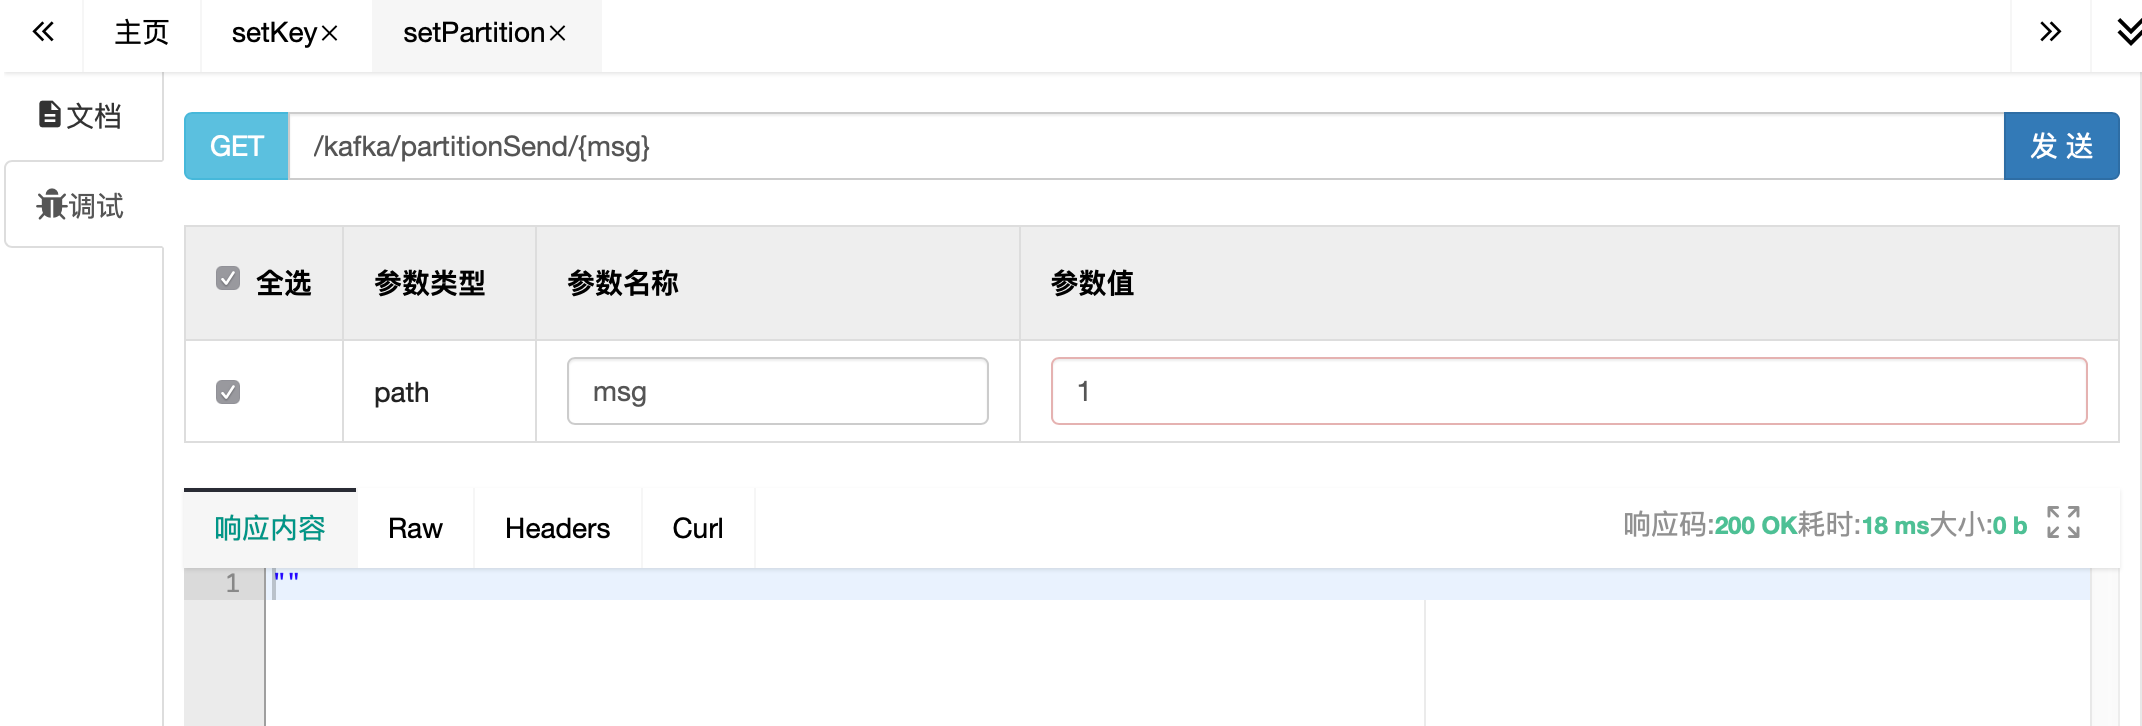 主页 setKey× setPartition×
文档
GET /kafka/partitionSend/{msg} 发 送
调试
全选 参数类型 参数名称 参数值
path msg 1
响应内容 Raw Headers Curl 响应码:200 OK耗时:18 ms大小:0 b
1 ""